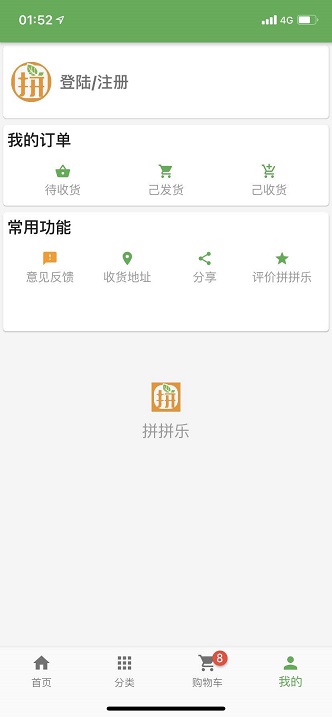 01:52
4G
拼
登陆/注册
我的订单
待收货
己发货
己收货
常用功能
意见反馈
收货地址
分享
评价拼拼乐
拼
拼拼乐
8
首页
分类
购物车
我的